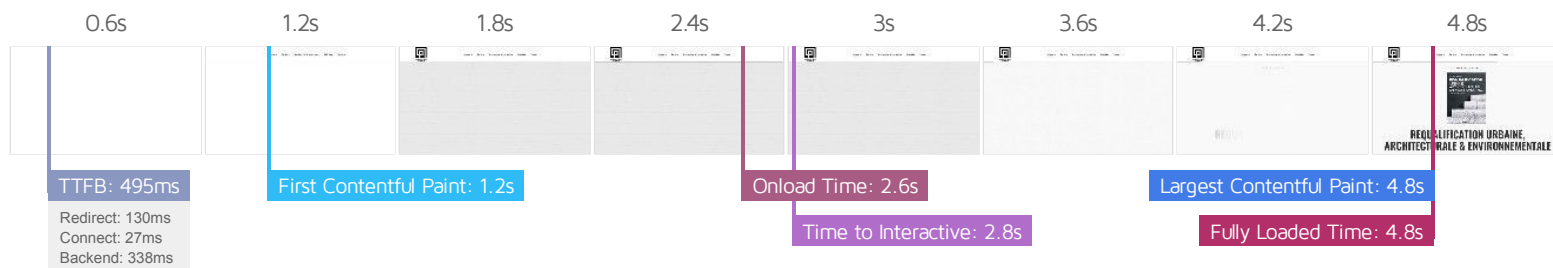 0.6s
1.2s
1.8s
2.4s
3s
3.6s
4.2s
4.8s
REQUALIFICATION URBAINE,
ARCHITECTURALE & ENVIRONNEMENTALE
TTFB: 495ms
First Contentful Paint: 1.2s
Onload Time: 2.6s
Largest Contentful Paint: 4.8s
Redirect: 130ms
Connect: 27ms
Backend: 338ms
Time to Interactive: 2.8s
Fully Loaded Time: 4.8s